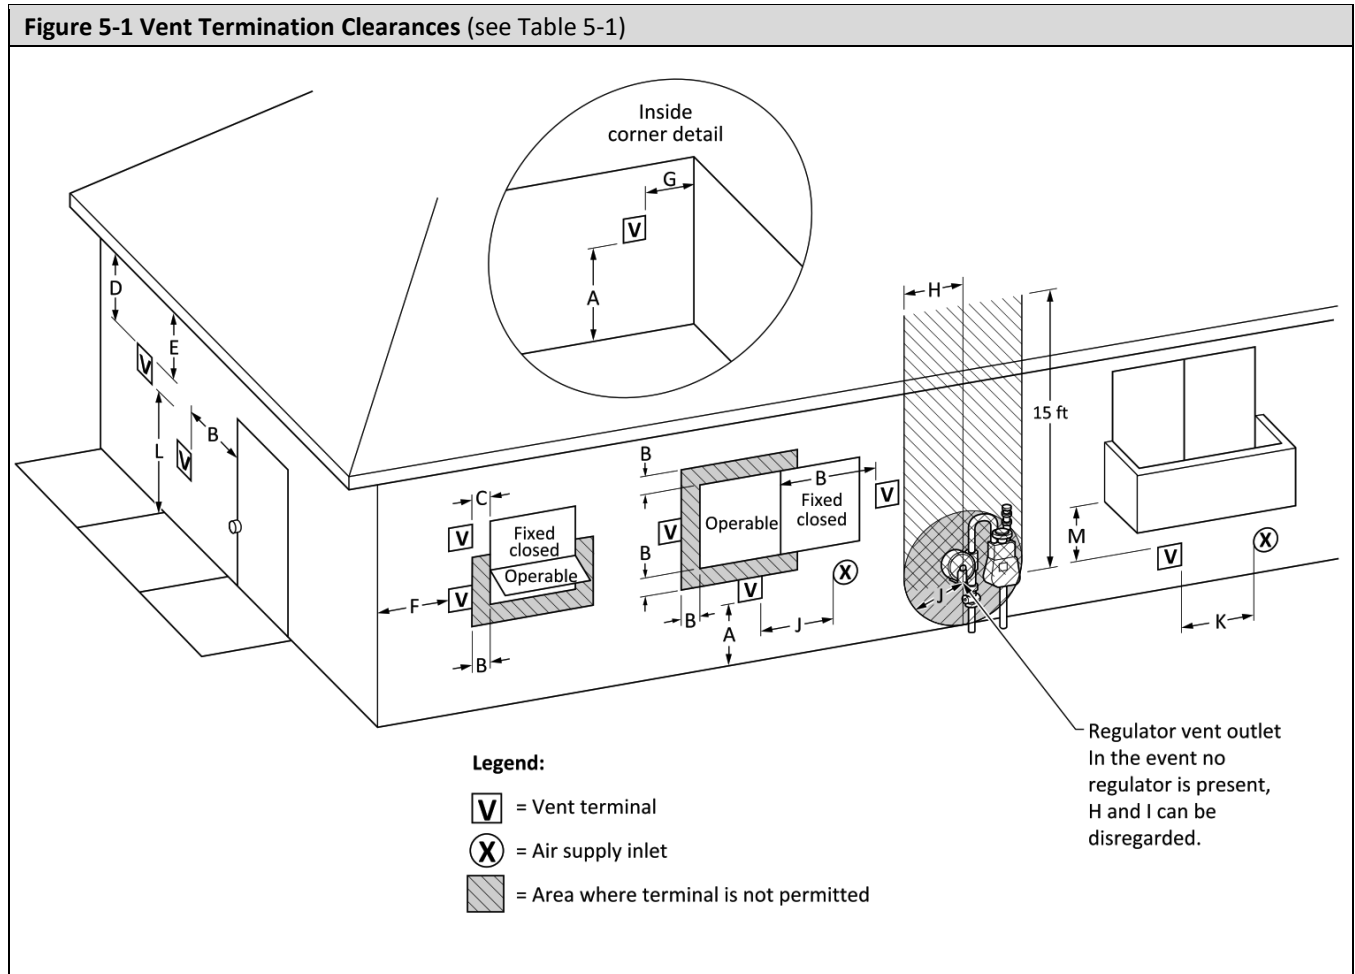 Figure 5-1 Vent Termination Clearances (see Table 5-1)
Inside
corner detail
G
V
A
D
E
V
L
B
V
H
15 ft
C
V
Fixed
closed
Operable
V
F
B
B
B
V
Operable
Fixed
closed
V
B
V
X
B
A
J
J
M
V
X
K
Regulator vent outlet
In the event no
regulator is present,
H and I can be
disregarded.
Legend:
V = Vent terminal
X = Air supply inlet
= Area where terminal is not permitted